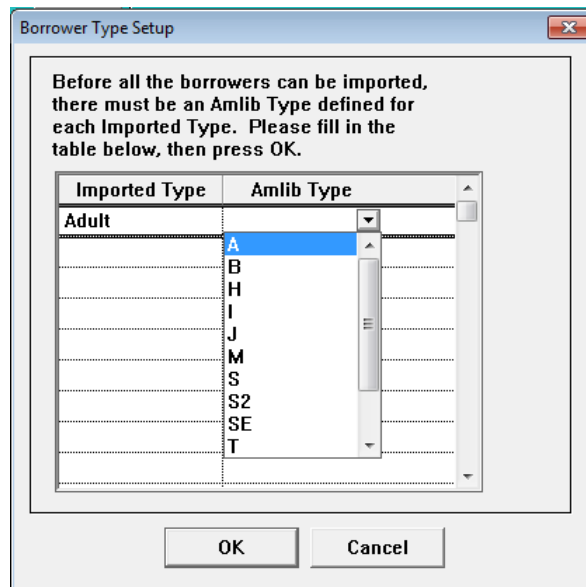 Borrower Type Setup
Before all the borrowers can be imported,
there must be an Amlib Type defined for
each Imported Type. Please fill in the
table below, then press OK.
Imported Type Amlib Type
Adult
A
B
H
I
J
M
S
S2
SE
T
OK Cancel